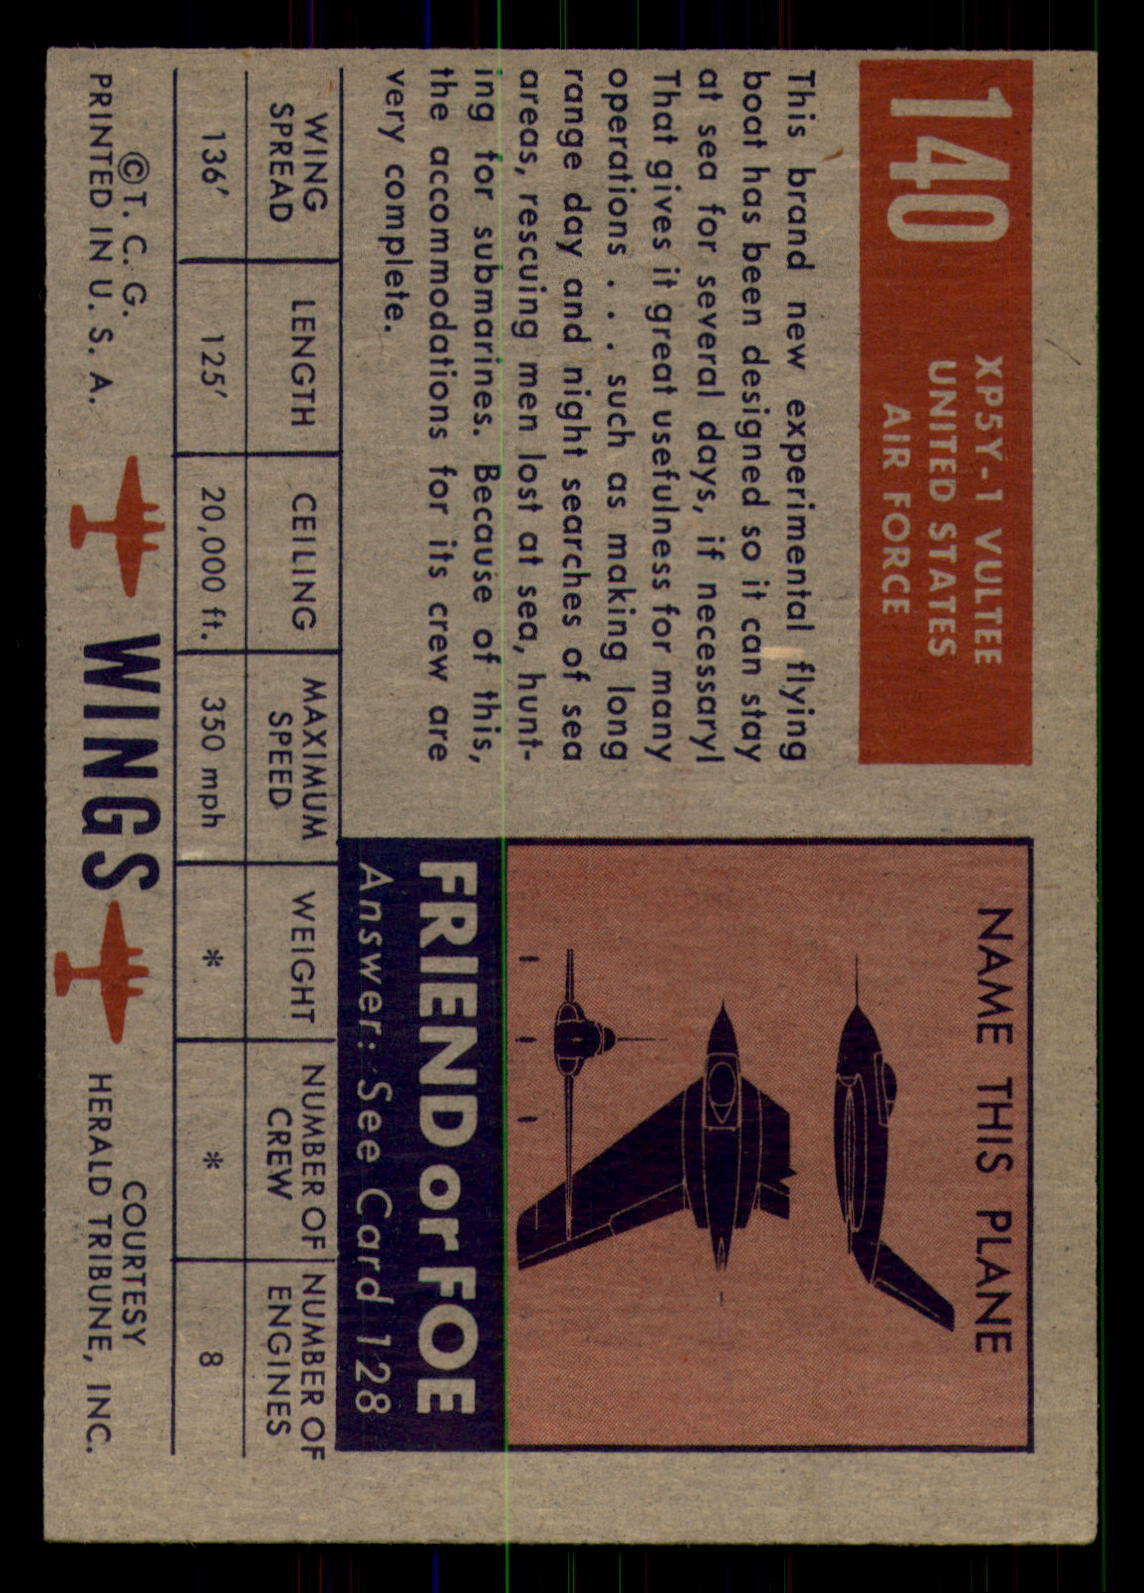 140
XP5Y-1 VULTEE
UNITED STATES
AIR FORCE
This brand new experimental flying
boat has been designed so it can stay
at sea for several days, if necessary!
That gives it great usefulness for many
operations . . . such as making long
range day and night searches of sea
areas, rescuing men lost at sea, hunt-
ing for submarines. Because of this,
the accommodations for its crew are
very complete.
NAME THIS PLANE
FRIEND or FOE
Answer: See Card 128
WING SPREAD LENGTH CEILING MAXIMUM SPEED WEIGHT NUMBER OF CREW NUMBER OF ENGINES
136′ 125′ 20,000 ft. 350 mph * * 8
©T. C. G.
PRINTED IN U. S. A.
WINGS
COURTESY
HERALD TRIBUNE, INC.